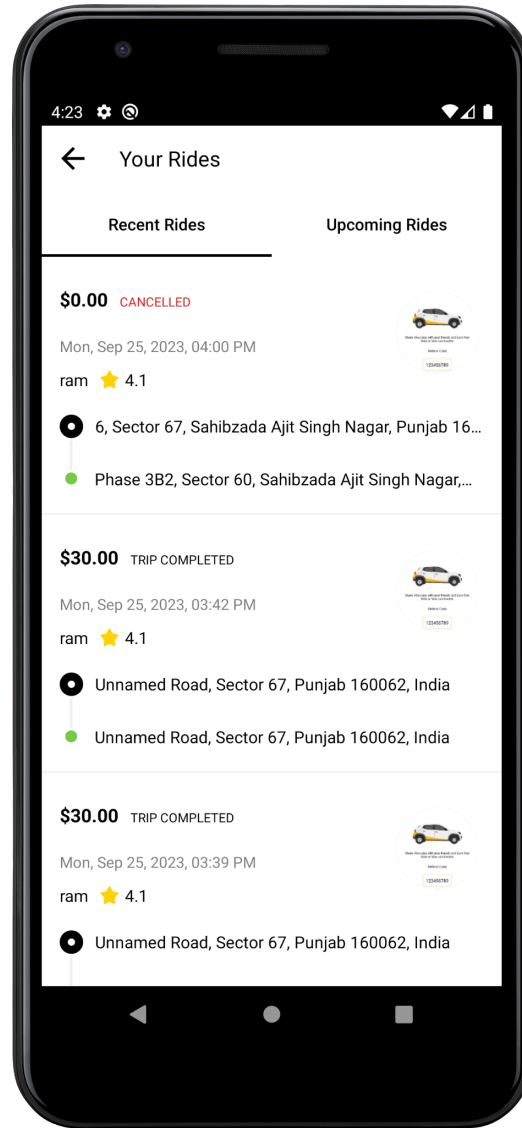 4:23
Your Rides
Recent Rides
Upcoming Rides
$0.00 CANCELLED
Mon, Sep 25, 2023, 04:00 PM
ram 4.1
6, Sector 67, Sahibzada Ajit Singh Nagar, Punjab 16...
Phase 3B2, Sector 60, Sahibzada Ajit Singh Nagar,...
123456789
$30.00 TRIP COMPLETED
Mon, Sep 25, 2023, 03:42 PM
ram 4.1
Unnamed Road, Sector 67, Punjab 160062, India
Unnamed Road, Sector 67, Punjab 160062, India
123456789
$30.00 TRIP COMPLETED
Mon, Sep 25, 2023, 03:39 PM
ram 4.1
Unnamed Road, Sector 67, Punjab 160062, India
123456789